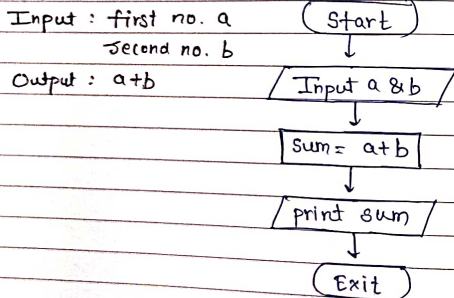 Input : first no. a
second no. b
Output : a+b
Start
Input a & b
Sum = a+b
print sum
Exit